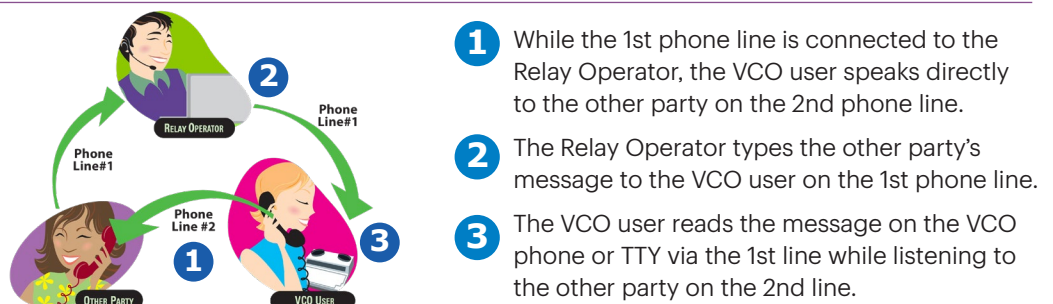 2
RELAY OPERATOR
Phone
Line#1
Phone
Line#1
Phone
Line #2
1
3
OTHER PARTY
VCO USER
1 While the 1st phone line is connected to the
Relay Operator, the VCO user speaks directly
to the other party on the 2nd phone line.
2 The Relay Operator types the other party's
message to the VCO user on the 1st phone line.
3 The VCO user reads the message on the VCO
phone or TTY via the 1st line while listening to
the other party on the 2nd line.